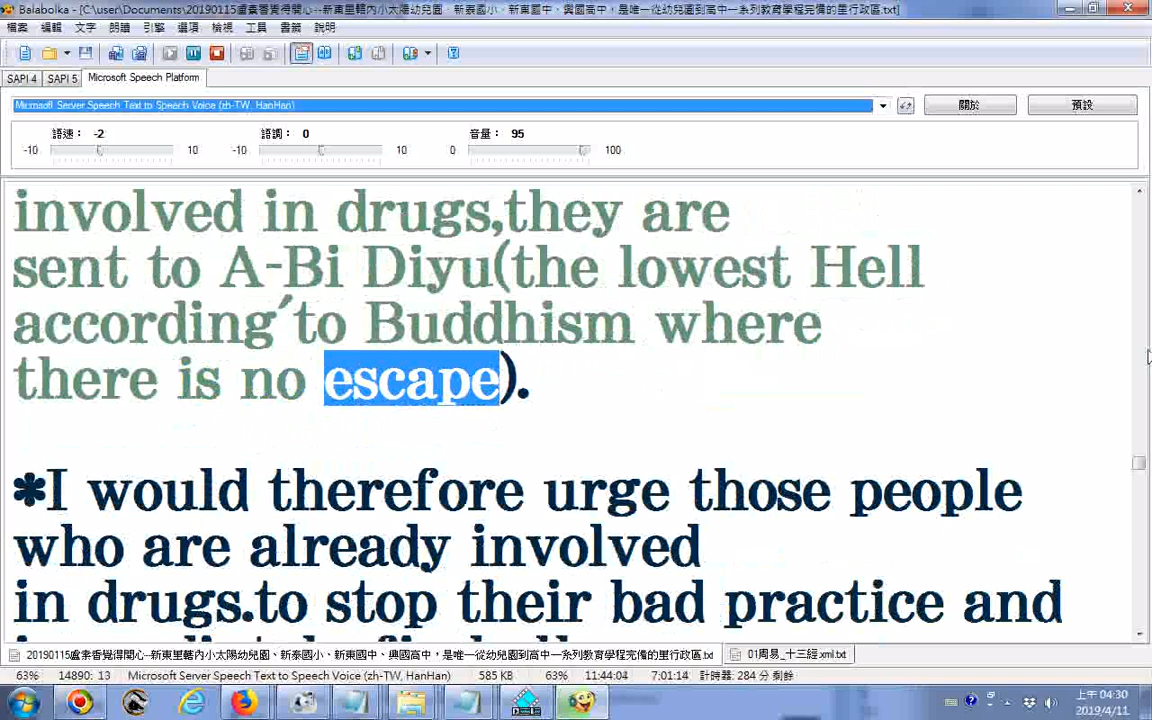 Balabolka - [C:\user\Documents\20190115盧素香覺得開心--新東里轄內小太陽幼兒園、新泰國小、新東國中、興國高中，是唯一從幼兒園到高中一系列教育學程完備的里行政區.txt]
檔案 編輯 文字 朗讀 引擎 選項 檢視 工具 書籤 說明
SAPI 4 SAPI 5 Microsoft Speech Platform
Microsoft Server Speech Text to Speech Voice (zh-TW, HanHan) 關於 預設
語速： -2 語調： 0 音量： 95
-10 10 -10 10 0 100
involved in drugs,they are
sent to A-Bi Diyu(the lowest Hell
according´to Buddhism where
there is no escape).
*I would therefore urge those people
who are already involved
in drugs.to stop their bad practice and
20190115盧素香覺得開心--新東里轄內小太陽幼兒園、新泰國小、新東國中、興國高中，是唯一從幼兒園到高中一系列教育學程完備的里行政區.txt 01周易_十三經.xml.txt
63% 14890: 13 Microsoft Server Speech Text to Speech Voice (zh-TW, HanHan) 585 KB 63% 11:44:04 7:01:14 計時器: 284 分 剩餘
上午 04:30
2019/4/11